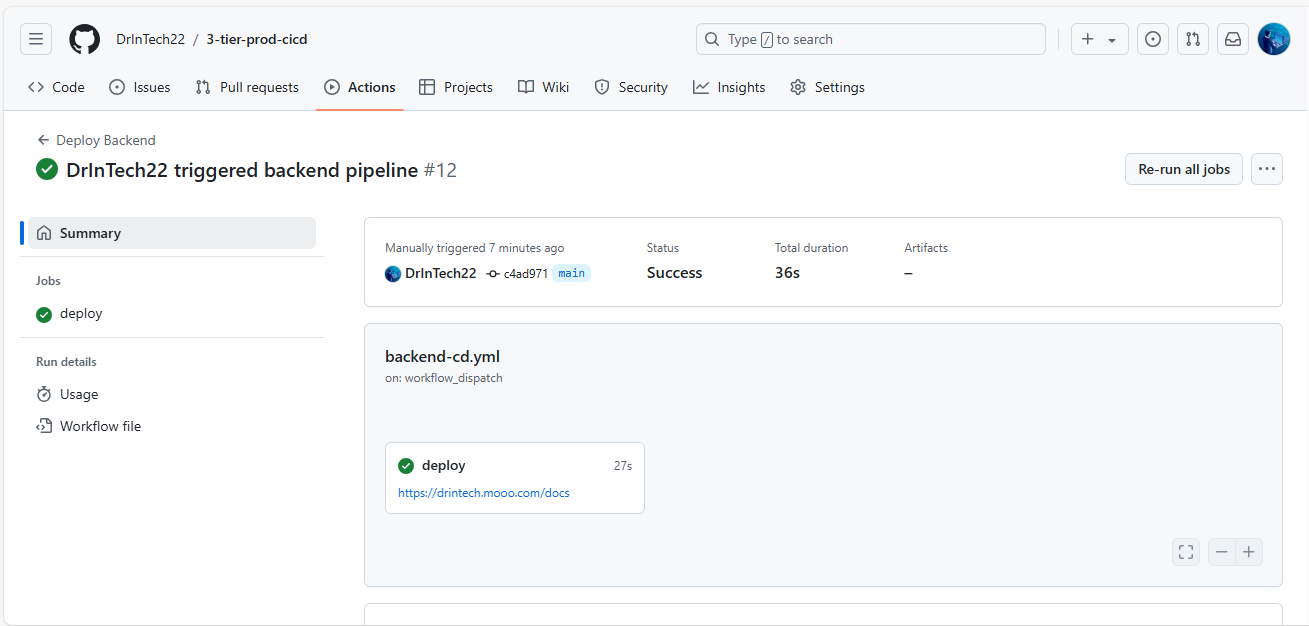 DrInTech22 / 3-tier-prod-cicd
Type / to search
Code
Issues
Pull requests
Actions
Projects
Wiki
Security
Insights
Settings
Deploy Backend
DrInTech22 triggered backend pipeline #12
Re-run all jobs
Summary
Jobs
deploy
Run details
Usage
Workflow file
Manually triggered 7 minutes ago
DrInTech22 c4ad971 main
Status
Success
Total duration
36s
Artifacts
–
backend-cd.yml
on: workflow_dispatch
deploy 27s
https://drintech.mooo.com/docs